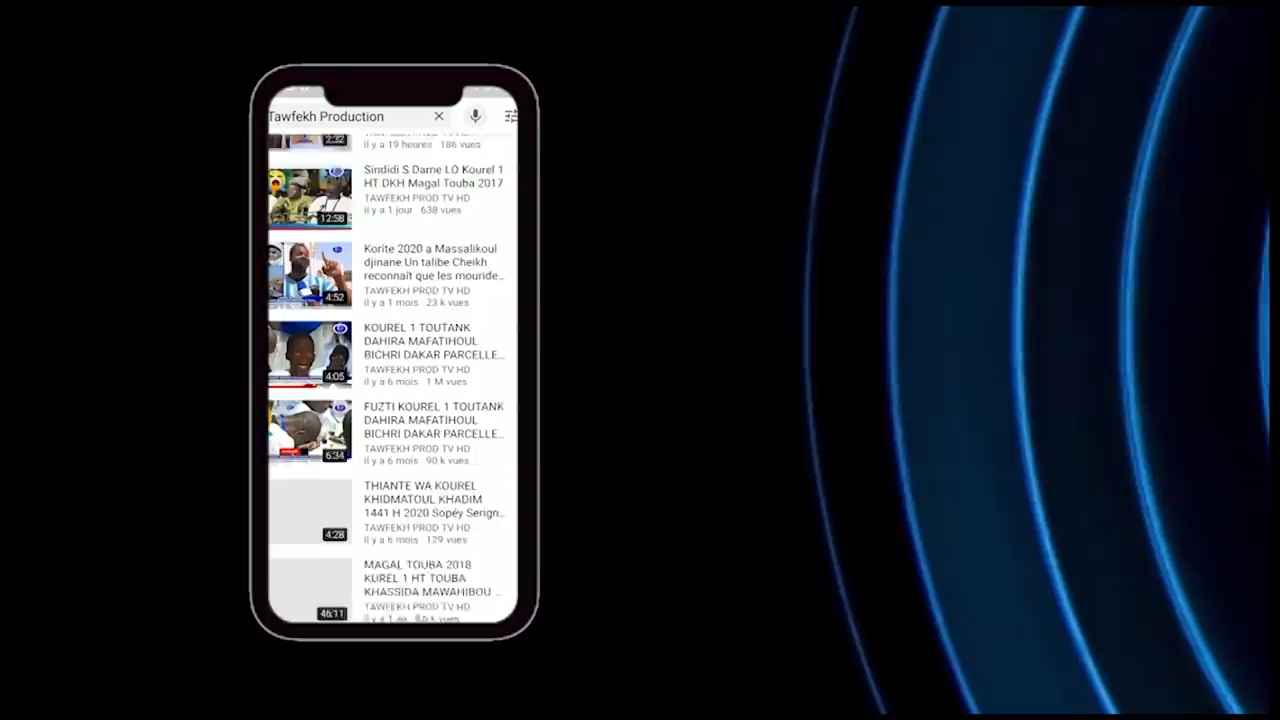 Tawfekh Production
2:32
il y a 19 heures 186 vues
Sindidi S Dame LO Kourel 1
HT DKH Magal Touba 2017
TAWFEKH PROD TV HD
il y a 1 jour 638 vues
12:58
Korite 2020 a Massalikoul
djinane Un talibe Cheikh
reconnaît que les mouride...
TAWFEKH PROD TV HD
il y a 1 mois 23 k vues
4:52
KOUREL 1 TOUTANK
DAHIRA MAFATIHOUL
BICHRI DAKAR PARCELLE...
TAWFEKH PROD TV HD
il y a 6 mois 1 M vues
4:05
FUZTI KOUREL 1 TOUTANK
DAHIRA MAFATIHOUL
BICHRI DAKAR PARCELLE...
TAWFEKH PROD TV HD
il y a 6 mois 90 k vues
6:34
THIANTE WA KOUREL
KHIDMATOUL KHADIM
1441 H 2020 Sopéy Serign...
TAWFEKH PROD TV HD
il y a 6 mois 129 vues
4:28
MAGAL TOUBA 2018
KUREL 1 HT TOUBA
KHASSIDA MAWAHIBOU ...
TAWFEKH PROD TV HD
il y a 1 an k vues
46:11